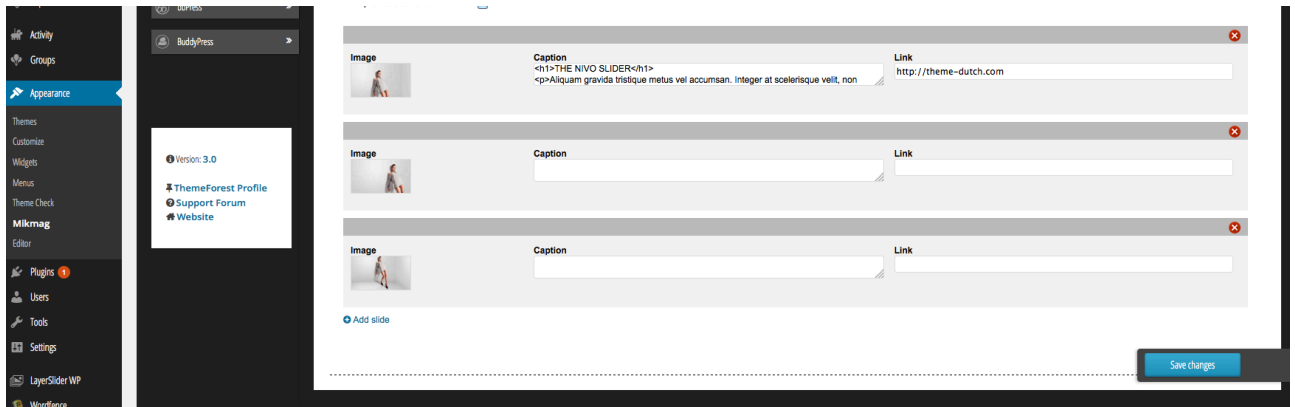 Activity
Groups
Appearance
Themes
Customize
Widgets
Menus
Theme Check
Mikmag
Editor
Plugins 1
Users
Tools
Settings
LayerSlider WP
Wordfence
bbPress »
BuddyPress »
Version: 3.0
ThemeForest Profile
Support Forum
Website
Image
Caption
<h1>THE NIVO SLIDER</h1>
<p>Aliquam gravida tristique metus vel accumsan. Integer at scelerisque velit, non
Link
http://theme-dutch.com
Image
Caption
Link
Image
Caption
Link
Add slide
Save changes